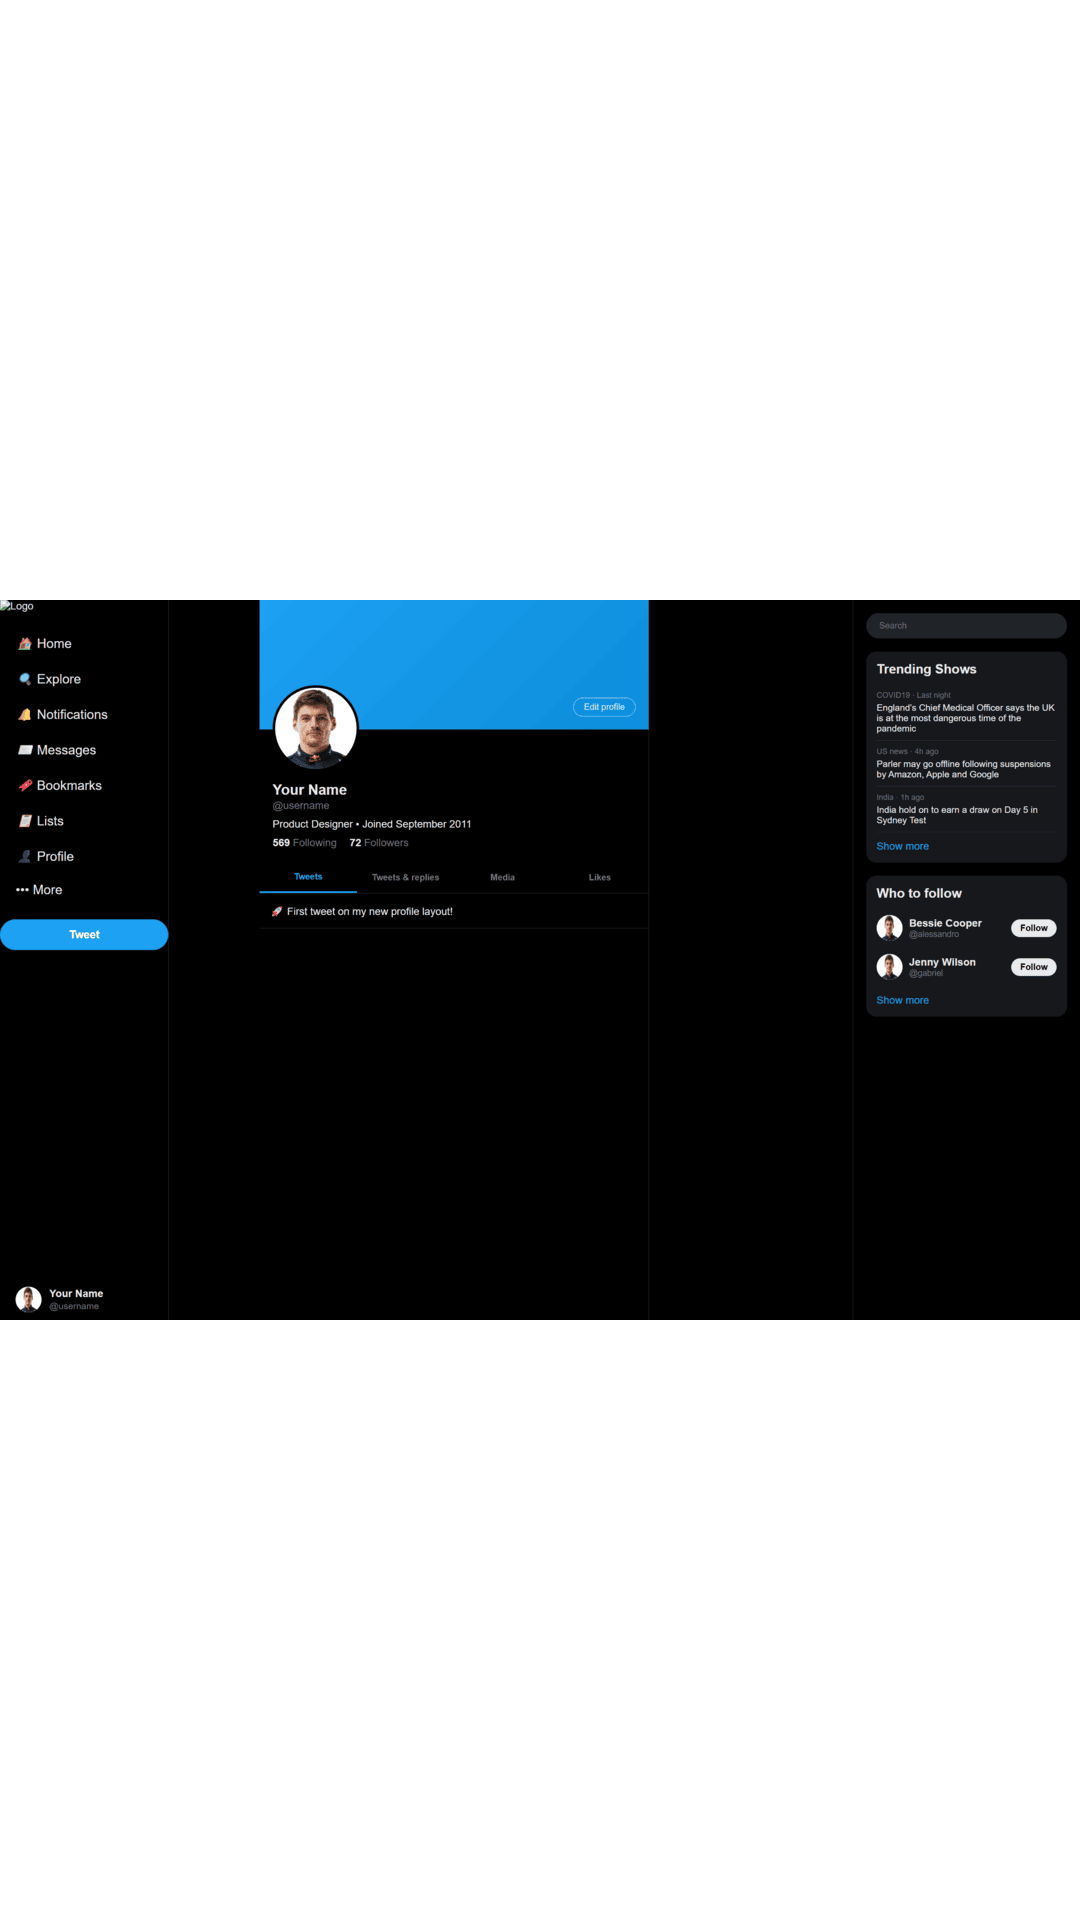 Logo
Home
Explore
Notifications
Messages
Bookmarks
Lists
Profile
••• More
Tweet
Your Name
@username
Edit profile
Your Name
@username
Product Designer • Joined September 2011
569 Following 72 Followers
Tweets Tweets & replies Media Likes
🚀 First tweet on my new profile layout!
Search
Trending Shows
COVID19 · Last night
England's Chief Medical Officer says the UK
is at the most dangerous time of the
pandemic
US news · 4h ago
Parler may go offline following suspensions
by Amazon, Apple and Google
India · 1h ago
India hold on to earn a draw on Day 5 in
Sydney Test
Show more
Who to follow
Bessie Cooper
@alessandro
Follow
Jenny Wilson
@gabriel
Follow
Show more